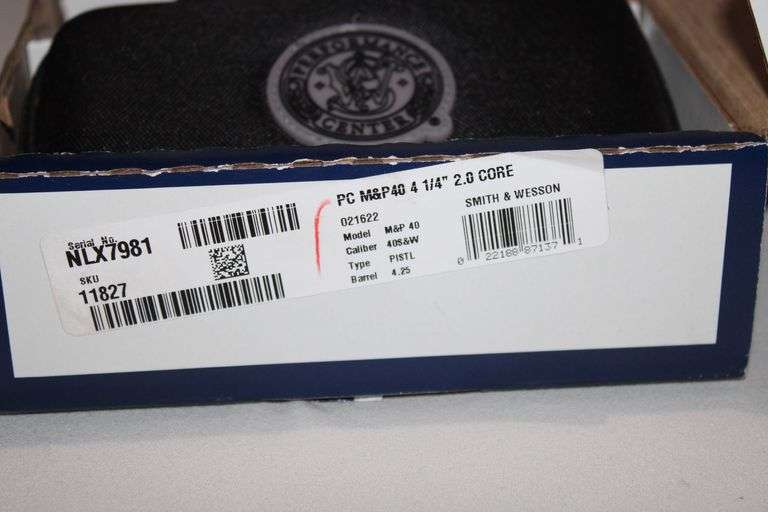 PERFORMANCE
CENTER
Serial No.
NLX7981
SKU
11827
PC M&P40 4 1/4" 2.0 CORE
021622
Model M&P 40
Caliber 40S&W
Type PISTL
Barrel 4.25
SMITH & WESSON
0 22188 87137 1